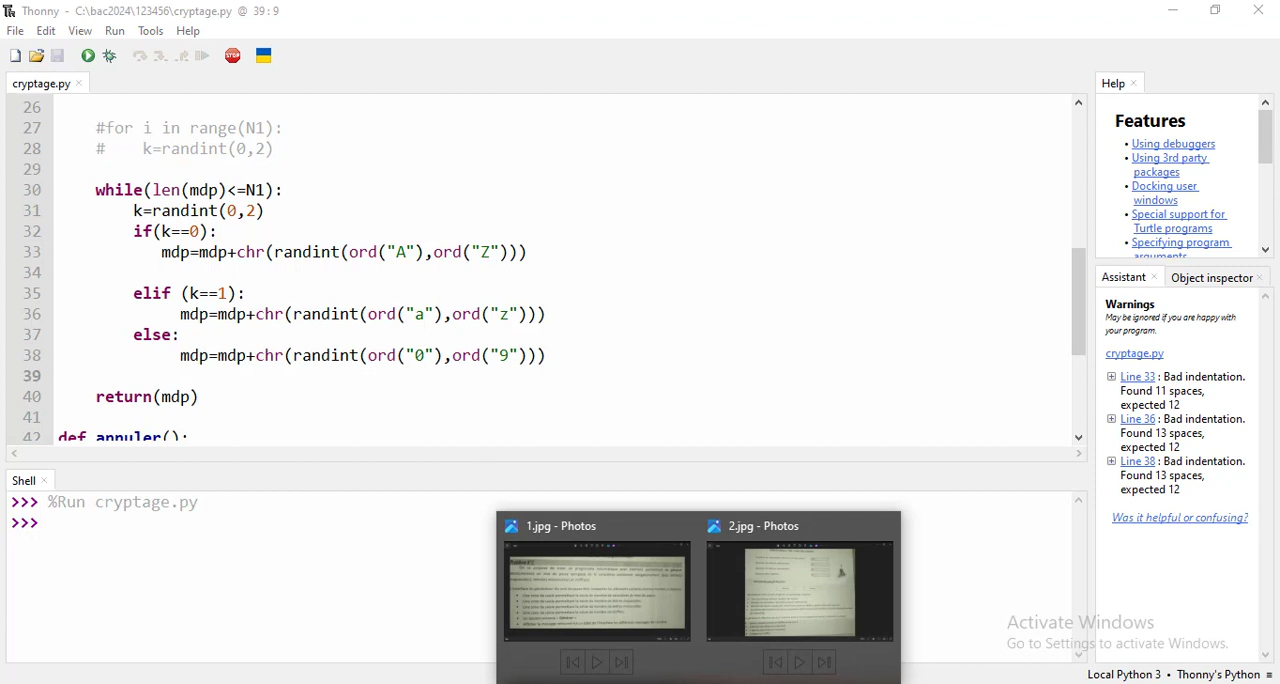 Thonny - C:\bac2024\123456\cryptage.py @ 39 : 9
File Edit View Run Tools Help
STOP
cryptage.py ×
26
27 #for i in range(N1):
28 # k=randint(0,2)
29
30 while(len(mdp)<=N1):
31 k=randint(0,2)
32 if(k==0):
33 mdp=mdp+chr(randint(ord("A"),ord("Z")))
34
35 elif (k==1):
36 mdp=mdp+chr(randint(ord("a"),ord("z")))
37 else:
38 mdp=mdp+chr(randint(ord("0"),ord("9")))
39
40 return(mdp)
41
42 def annuler():
Shell ×
>>> %Run cryptage.py
>>>
1.jpg - Photos
2.jpg - Photos
Help ×
Features
• Using debuggers
• Using 3rd party
packages
• Docking user
windows
• Special support for
Turtle programs
• Specifying program
arguments
Assistant × Object inspector ×
Warnings
May be ignored if you are happy with
your program.
cryptage.py
Line 33 : Bad indentation.
Found 11 spaces,
expected 12
Line 36 : Bad indentation.
Found 13 spaces,
expected 12
Line 38 : Bad indentation.
Found 13 spaces,
expected 12
Was it helpful or confusing?
Activate Windows
Go to Settings to activate Windows.
Local Python 3 • Thonny's Python ≡